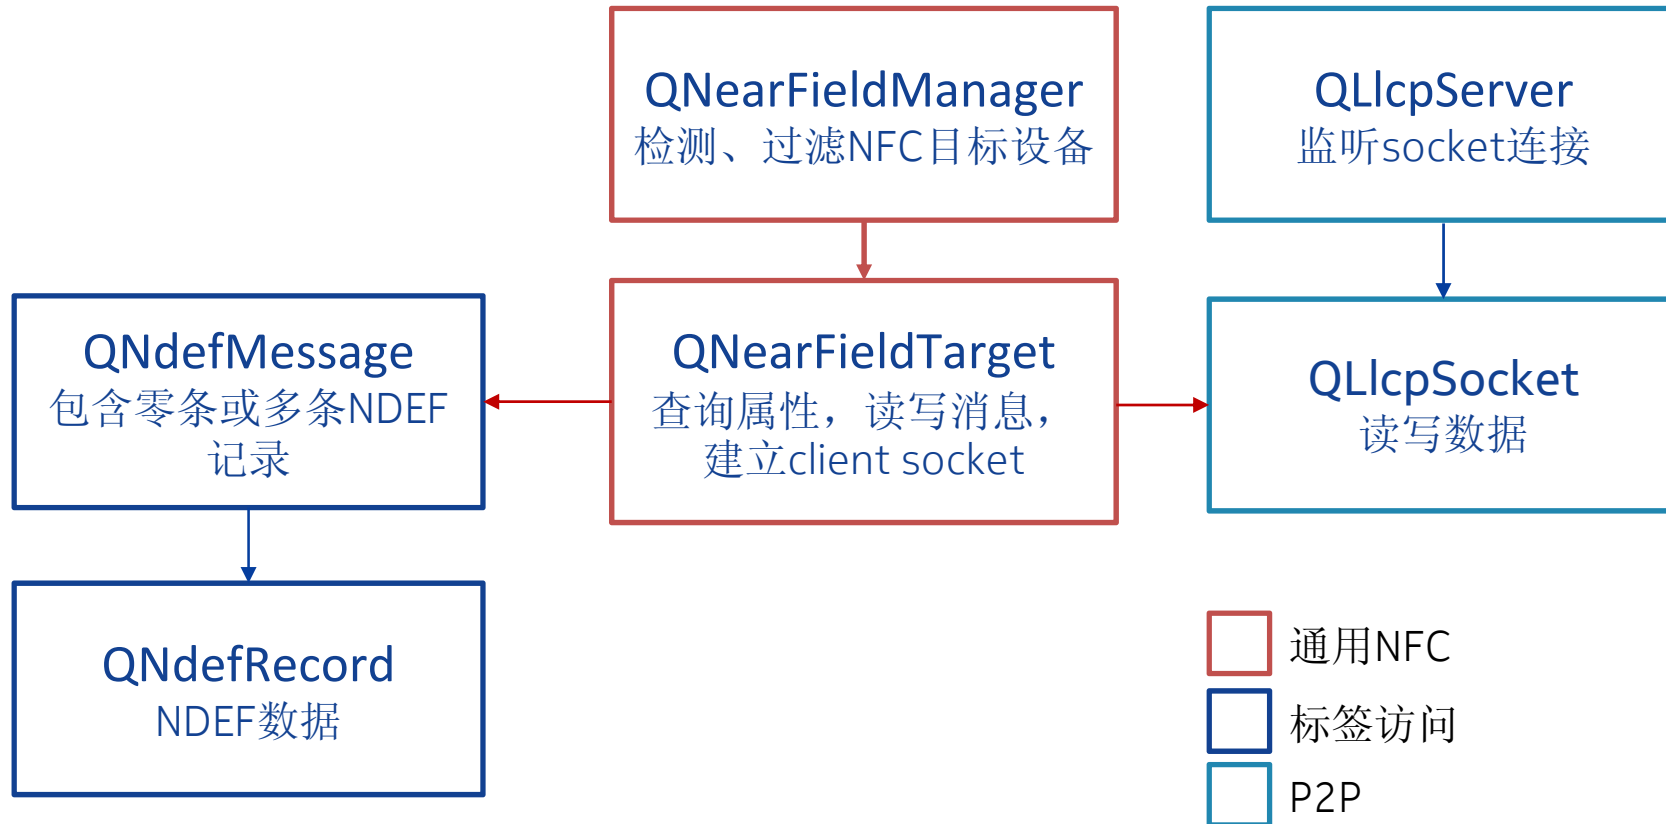 QNearFieldManager
检测、过滤NFC目标设备
QLlcpServer
监听socket连接
QNdefMessage
包含零条或多条NDEF
记录
QNearFieldTarget
查询属性，读写消息，
建立client socket
QLlcpSocket
读写数据
QNdefRecord
NDEF数据
通用NFC
标签访问
P2P